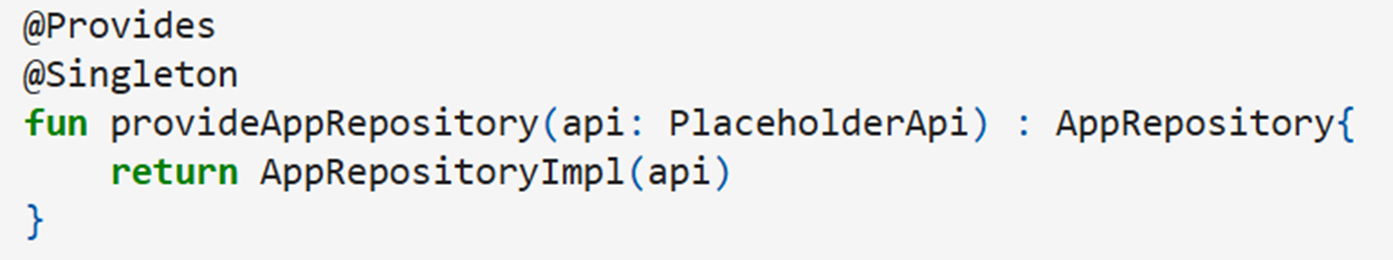 @Provides
@Singleton
fun provideAppRepository(api: PlaceholderApi) : AppRepository{
    return AppRepositoryImpl(api)
}